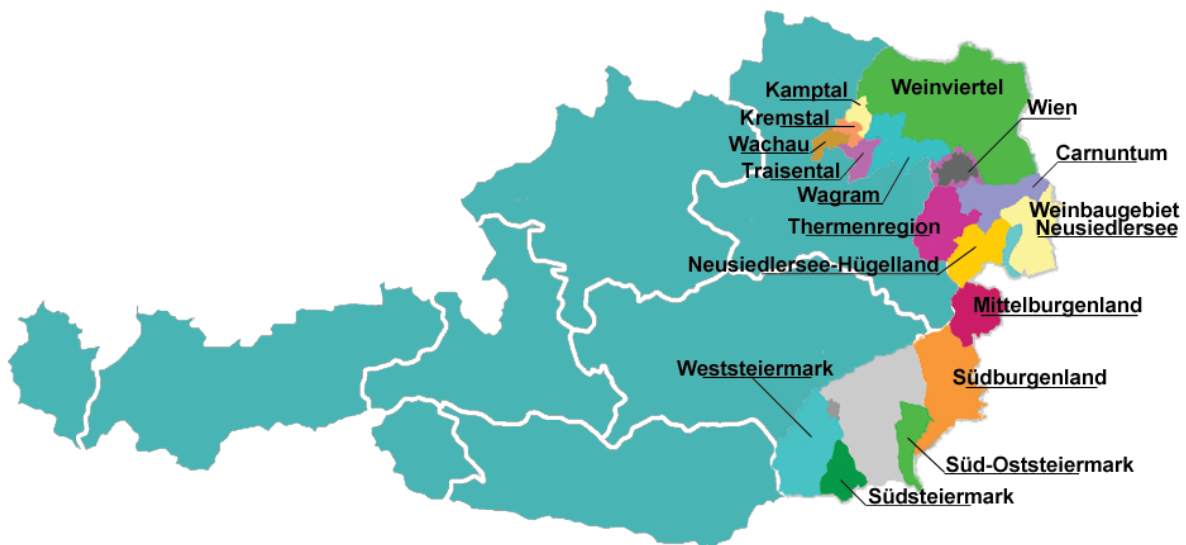 Weinviertel
Kamptal
Wien
Kremstal
Wachau
Carnuntum
Traisental
Wagram
Weinbaugebiet
Neusiedlersee
Thermenregion
Neusiedlersee-Hügelland
Mittelburgenland
Weststeiermark
Südburgenland
Süd-Oststeiermark
Südsteiermark